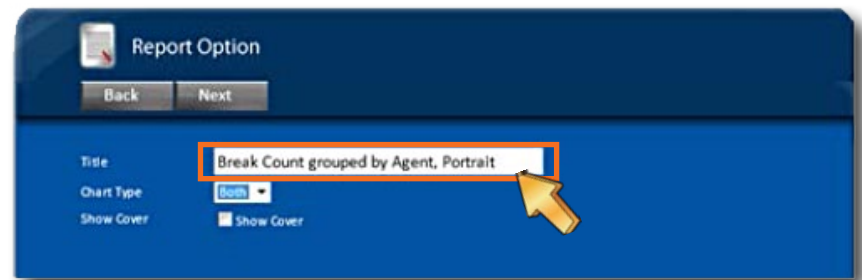 Report Option
Back Next
Title Break Count grouped by Agent, Portrait
Chart Type Both
Show Cover Show Cover